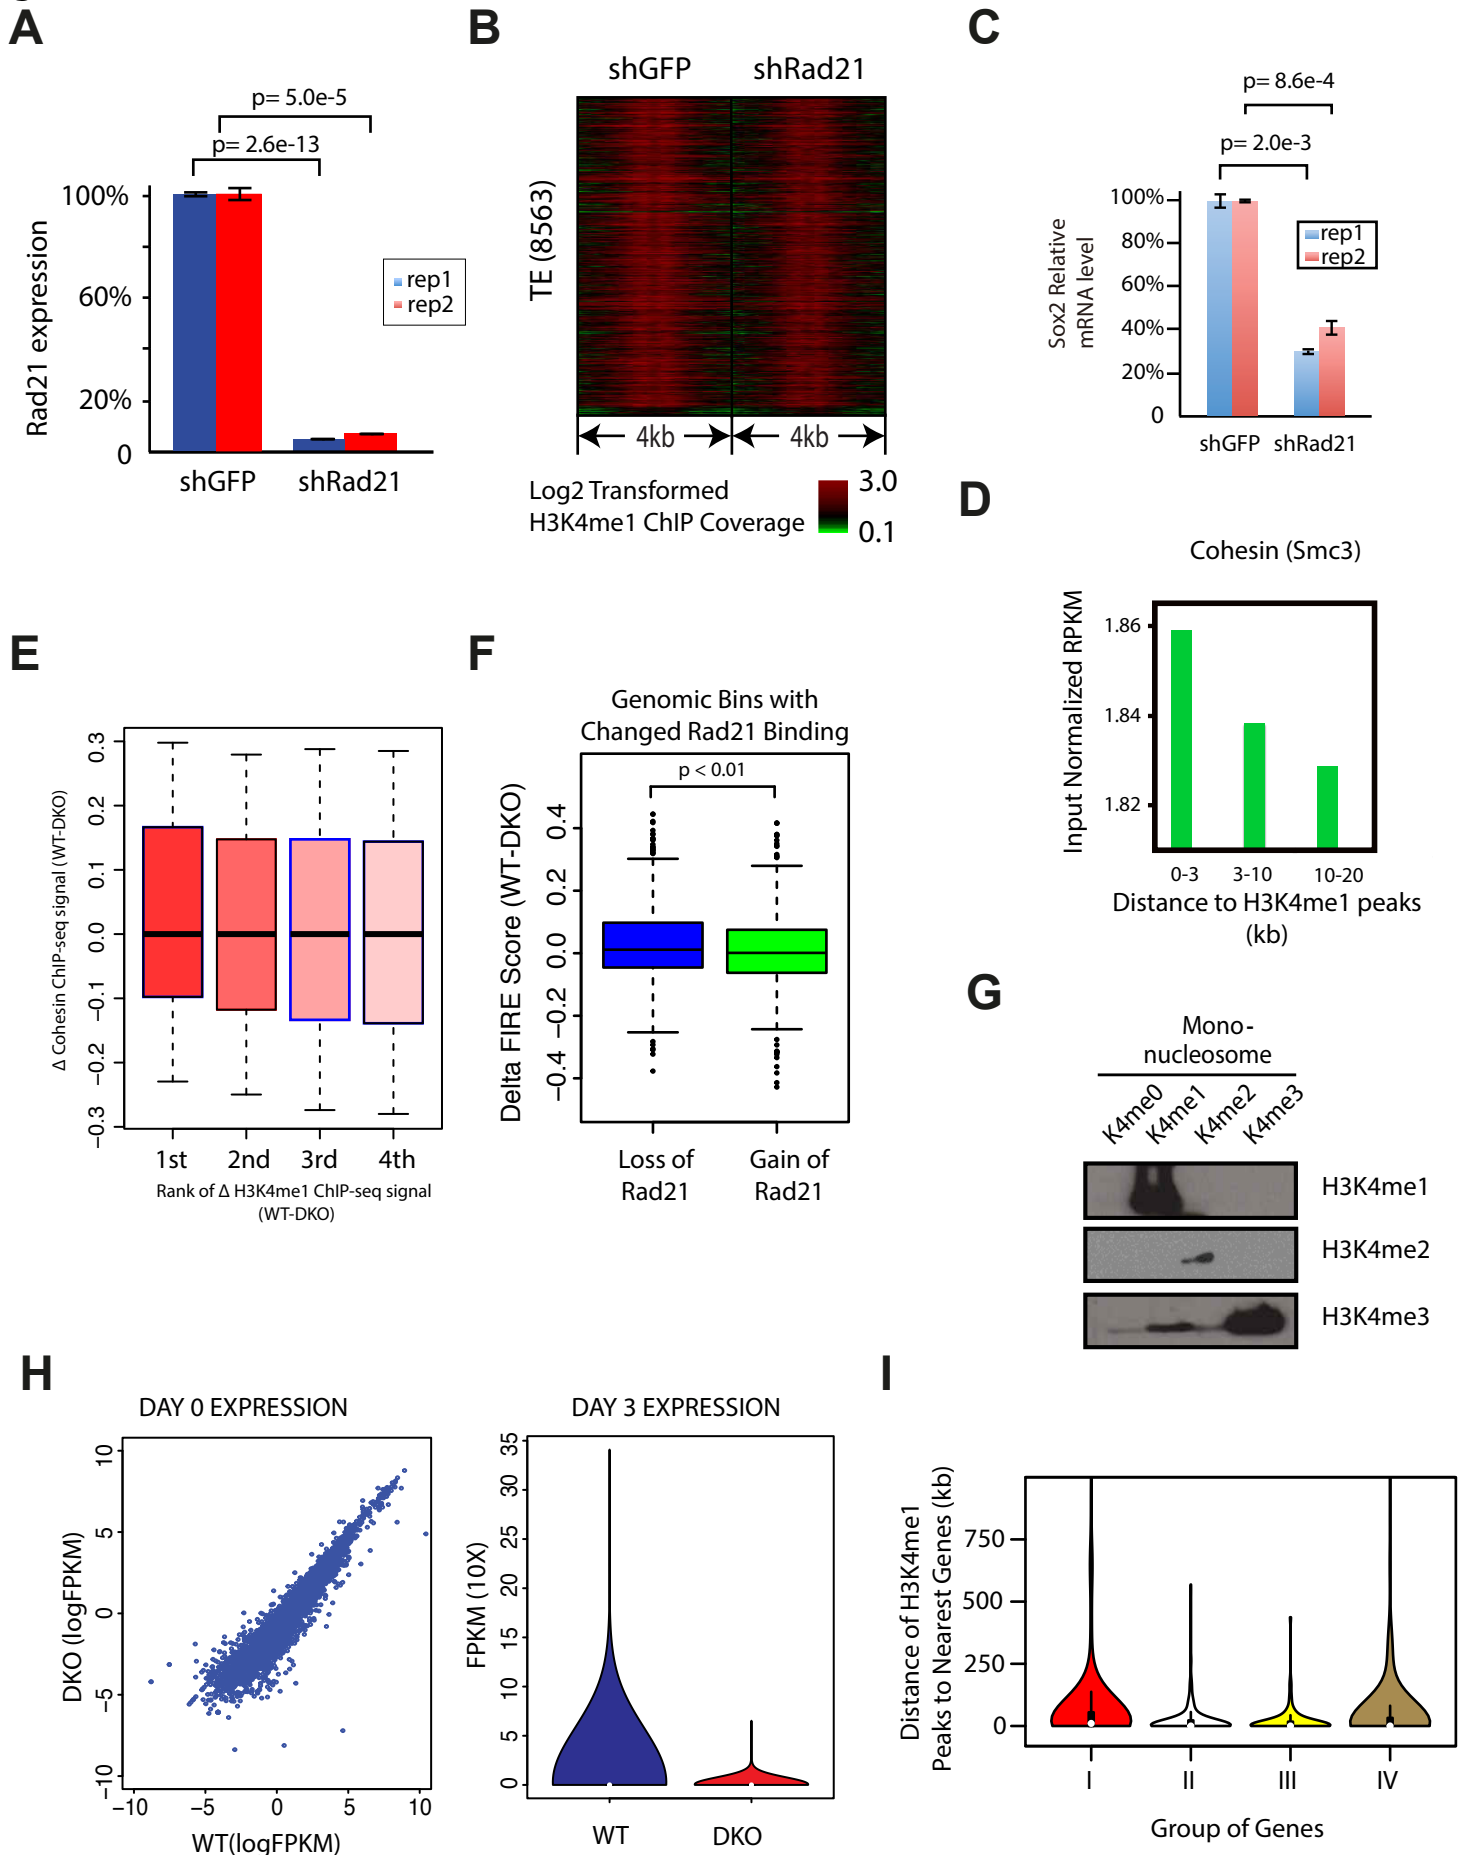 A
p= 5.0e-5
p= 2.6e-13
Rad21 expression
100%
60%
20%
0
rep1
rep2
shGFP
shRad21
B
shGFP
shRad21
TE (8563)
4kb
4kb
Log2 Transformed
H3K4me1 ChIP Coverage
3.0
0.1
C
p= 8.6e-4
p= 2.0e-3
Sox2 Relative
mRNA level
100%
80%
60%
40%
20%
0
rep1
rep2
shGFP
shRad21
D
Cohesin (Smc3)
Input Normalized RPKM
1.86
1.84
1.82
0-3
3-10
10-20
Distance to H3K4me1 peaks
(kb)
E
Δ Cohesin ChIP-seq signal (WT-DKO)
0.3
0.2
0.1
0.0
−0.1
−0.2
−0.3
1st
2nd
3rd
4th
Rank of Δ H3K4me1 ChIP-seq signal
(WT-DKO)
F
Genomic Bins with
Changed Rad21 Binding
p < 0.01
Delta FIRE Score (WT-DKO)
0.4
0.2
0.0
−0.2
−0.4
Loss of
Rad21
Gain of
Rad21
G
Mono-
nucleosome
K4me0
K4me1
K4me2
K4me3
H3K4me1
H3K4me2
H3K4me3
H
DAY 0 EXPRESSION
DKO (logFPKM)
10
5
0
−5
−10
−10
−5
0
5
10
WT(logFPKM)
DAY 3 EXPRESSION
FPKM (10X)
35
30
25
20
15
10
5
0
WT
DKO
I
Distance of H3K4me1
Peaks to Nearest Genes (kb)
750
500
250
0
I
II
III
IV
Group of Genes